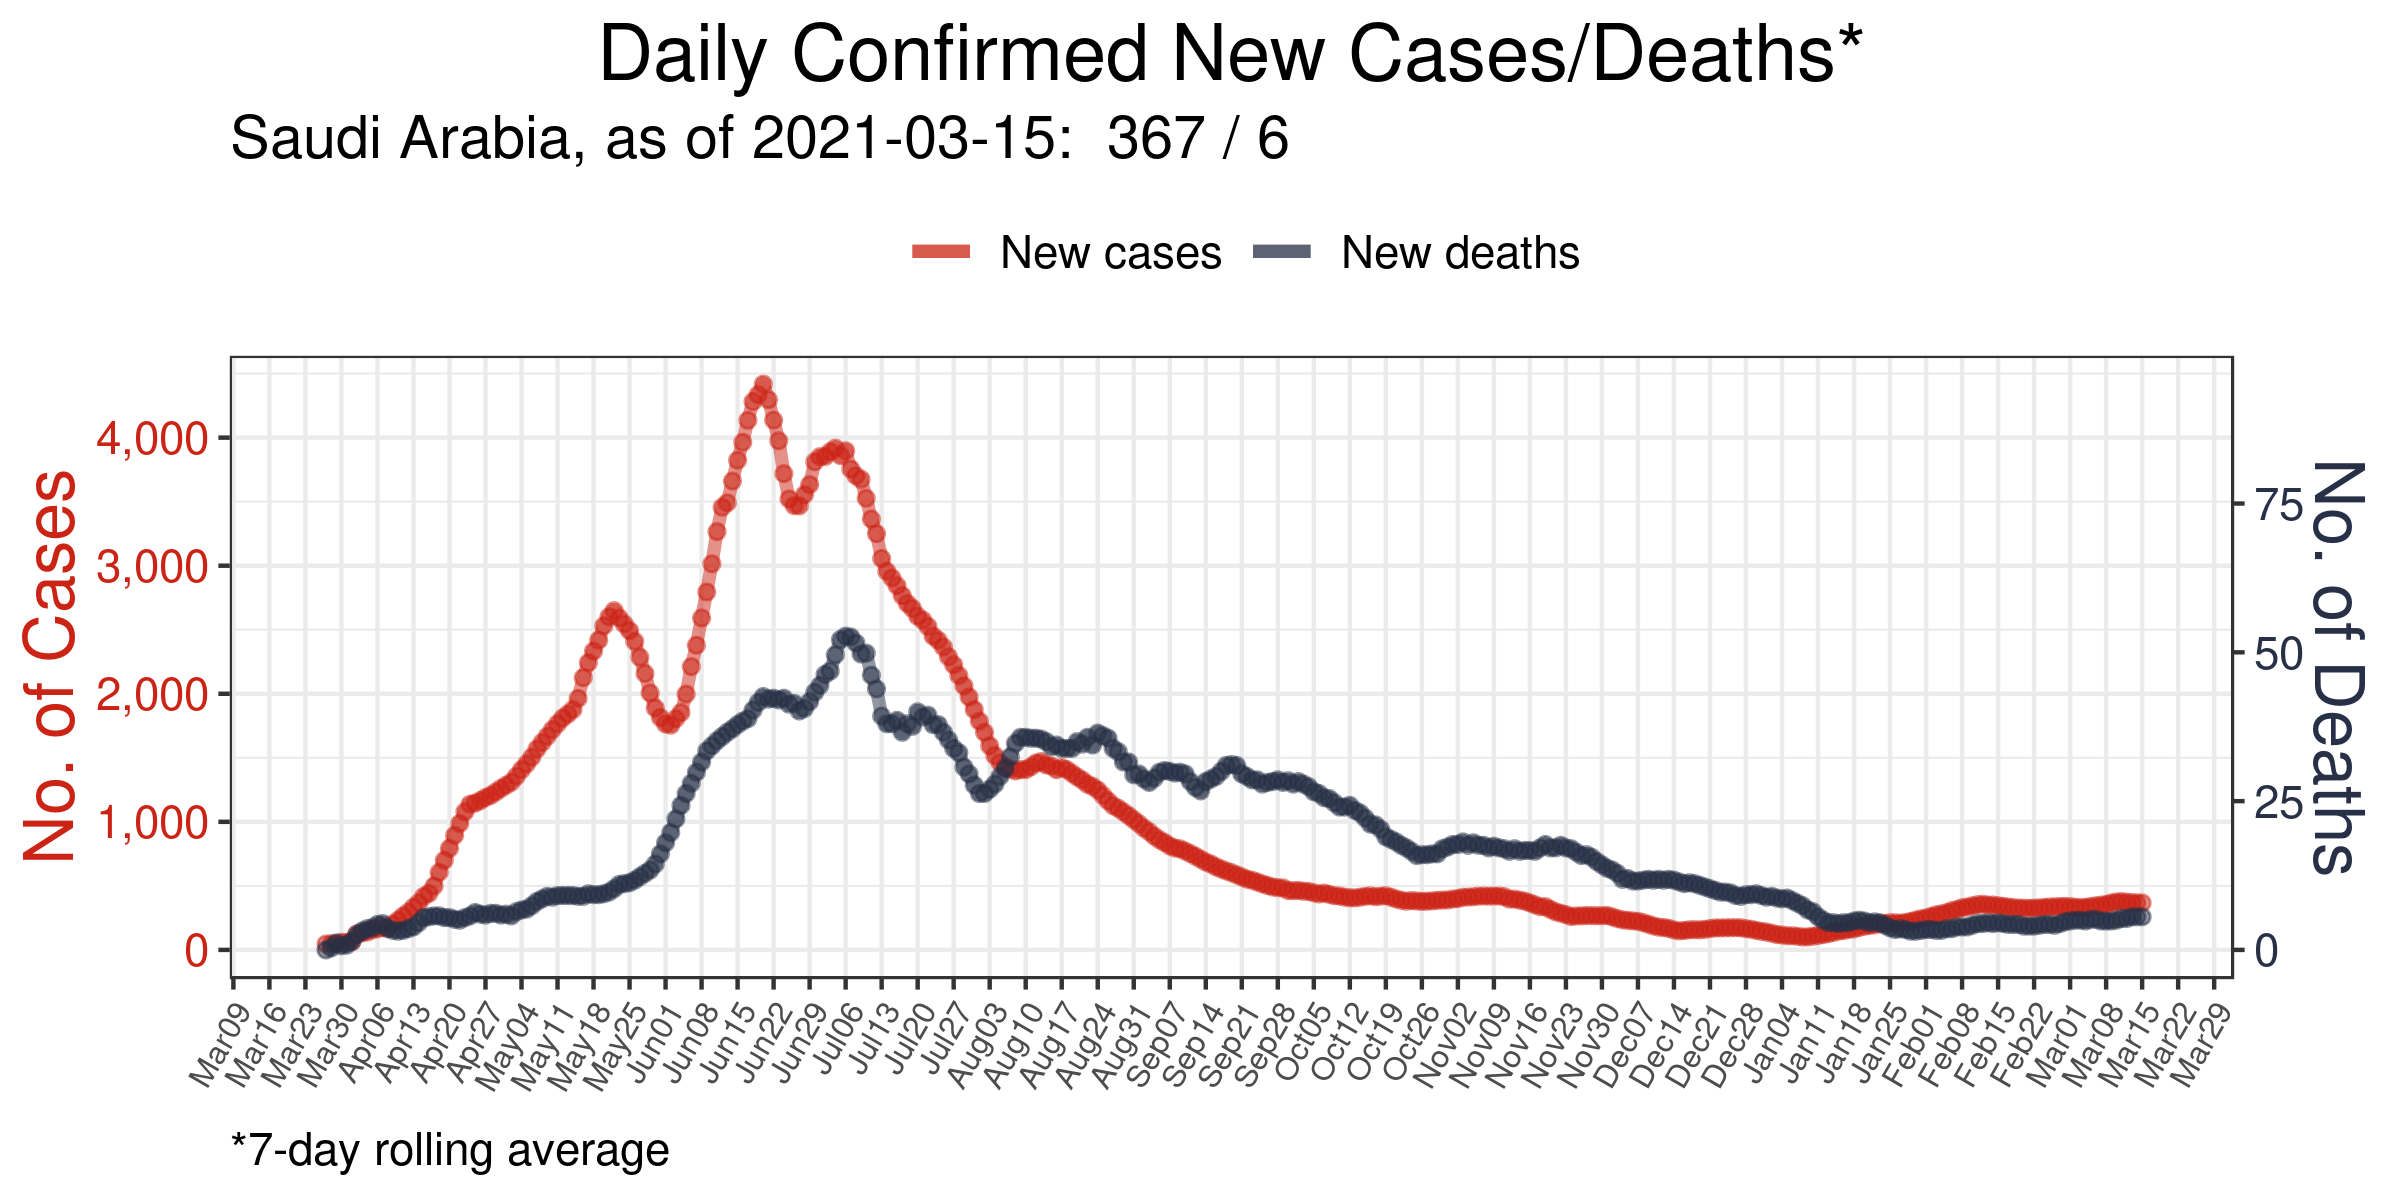 Daily Confirmed New Cases/Deaths*
Saudi Arabia, as of 2021-03-15:  367 / 6
New cases New deaths
No. of Cases
4,000
3,000
2,000
1,000
0
75
50
25
0
No. of Deaths
Mar09 Mar16 Mar23 Mar30 Apr06 Apr13 Apr20 Apr27 May04 May11 May18 May25 Jun01 Jun08 Jun15 Jun22 Jun29 Jul06 Jul13 Jul20 Jul27 Aug03 Aug10 Aug17 Aug24 Aug31 Sep07 Sep14 Sep21 Sep28 Oct05 Oct12 Oct19 Oct26 Nov02 Nov09 Nov16 Nov23 Nov30 Dec07 Dec14 Dec21 Dec28 Jan04 Jan11 Jan18 Jan25 Feb01 Feb08 Feb15 Feb22 Mar01 Mar08 Mar15 Mar22 Mar29
*7-day rolling average